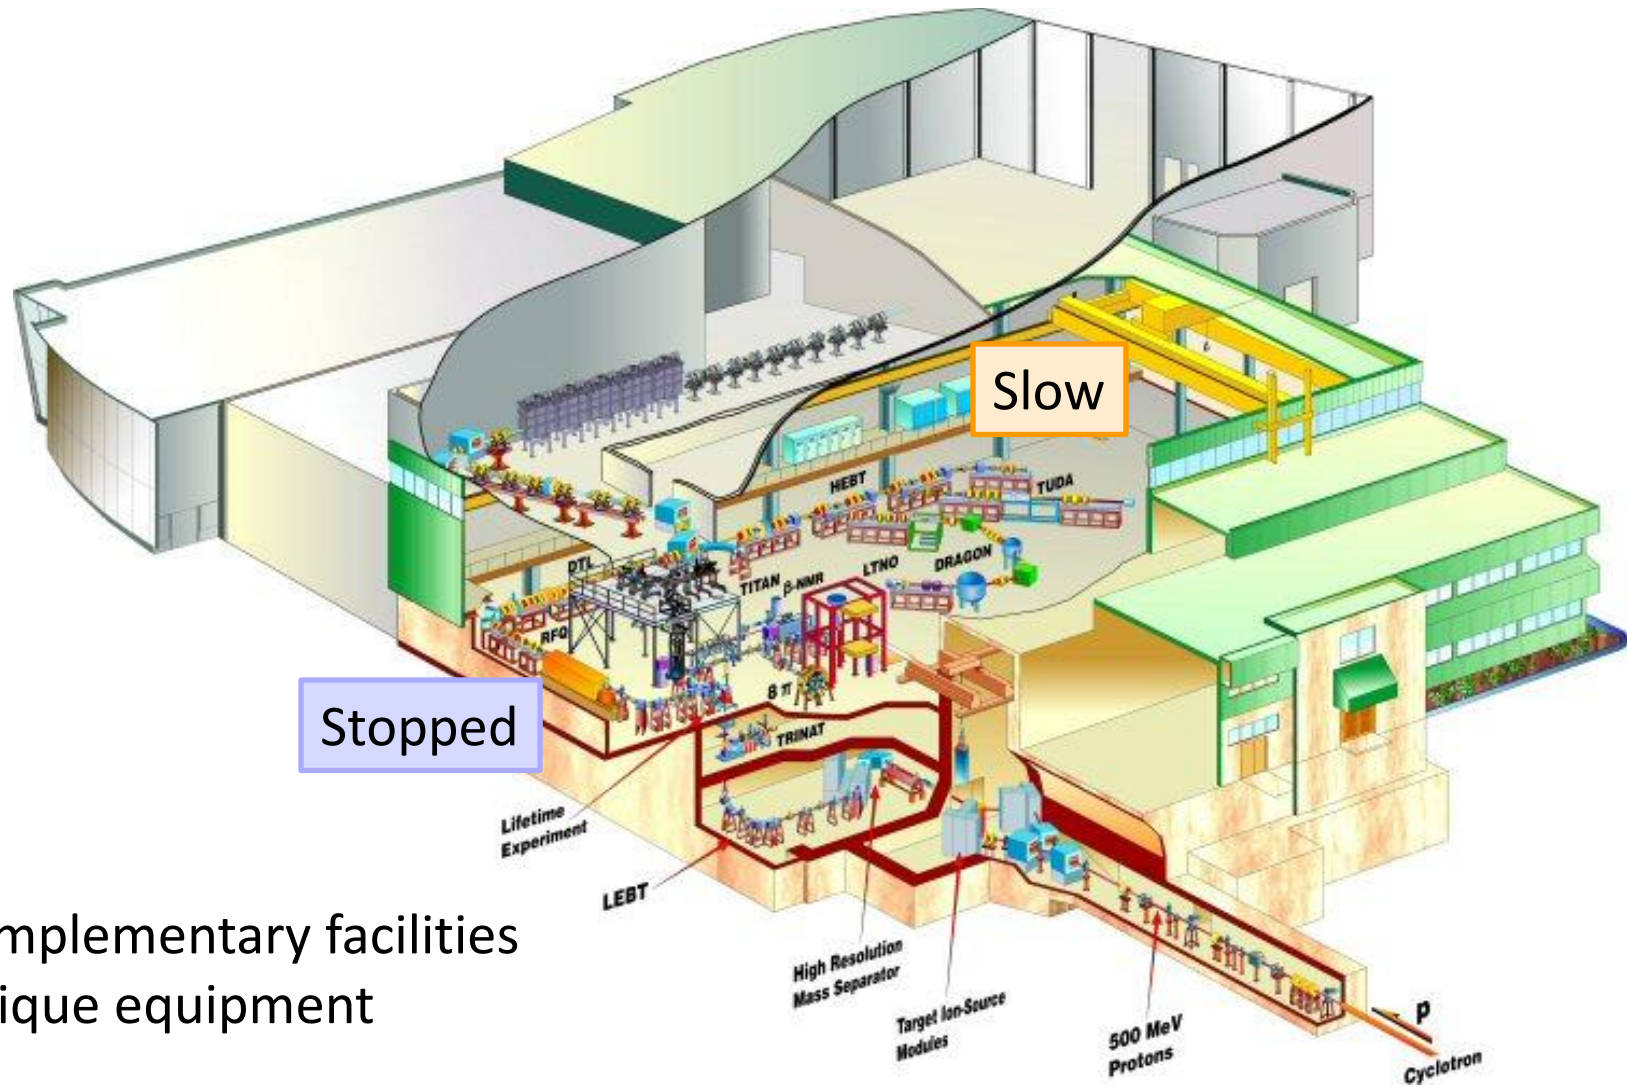 Slow
HEBT
TUDA
DTL
TITAN
β-NMR
LTNO
DRAGON
RFQ
8 π
Stopped
TRINAT
Lifetime
Experiment
LEBT
mplementary facilities
ique equipment
High Resolution
Mass Separator
Target Ion-Source
Modules
500 MeV
Protons
p
Cyclotron